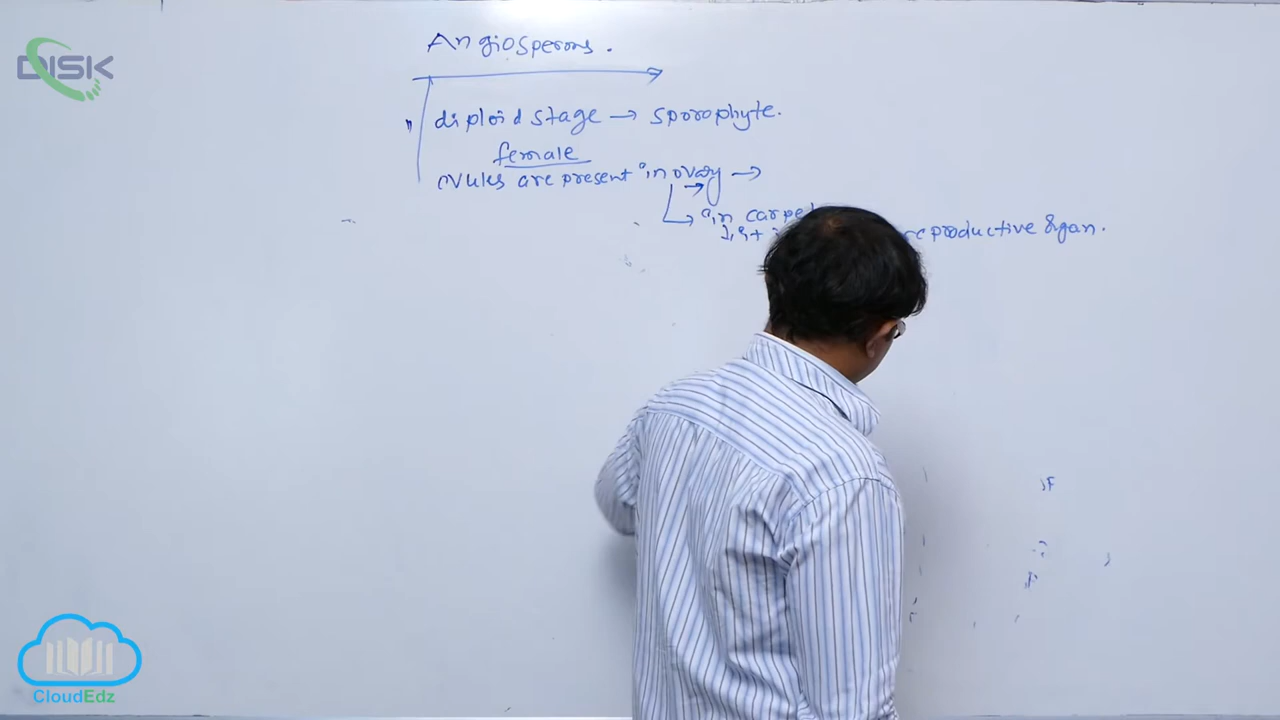 DISK
Angiosperms.
diploid stage → sporophyte.
female
ovules are present in ovary →
in carpel
reproductive organ.
CloudEdz